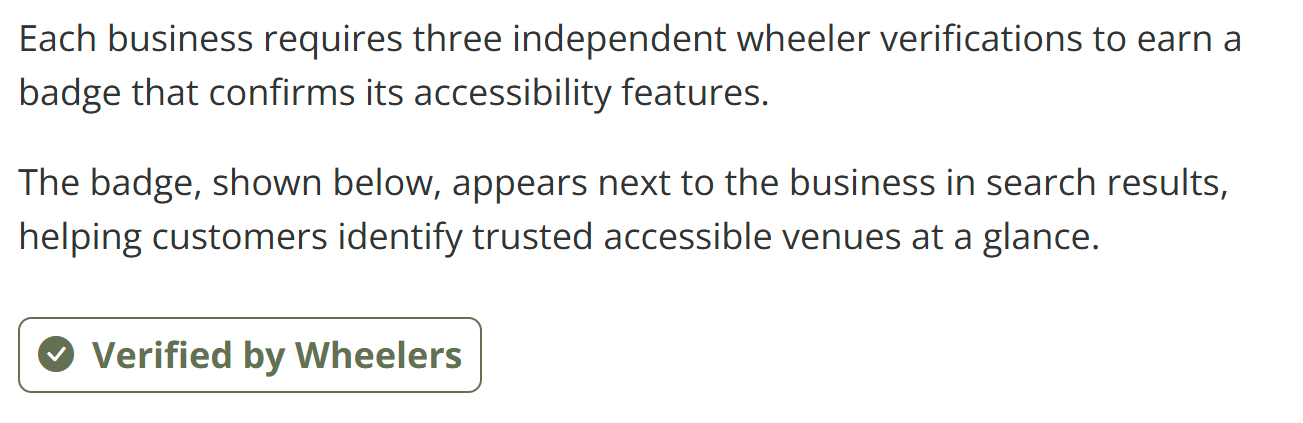 Each business requires three independent wheeler verifications to earn a
badge that confirms its accessibility features.
The badge, shown below, appears next to the business in search results,
helping customers identify trusted accessible venues at a glance.
Verified by Wheelers